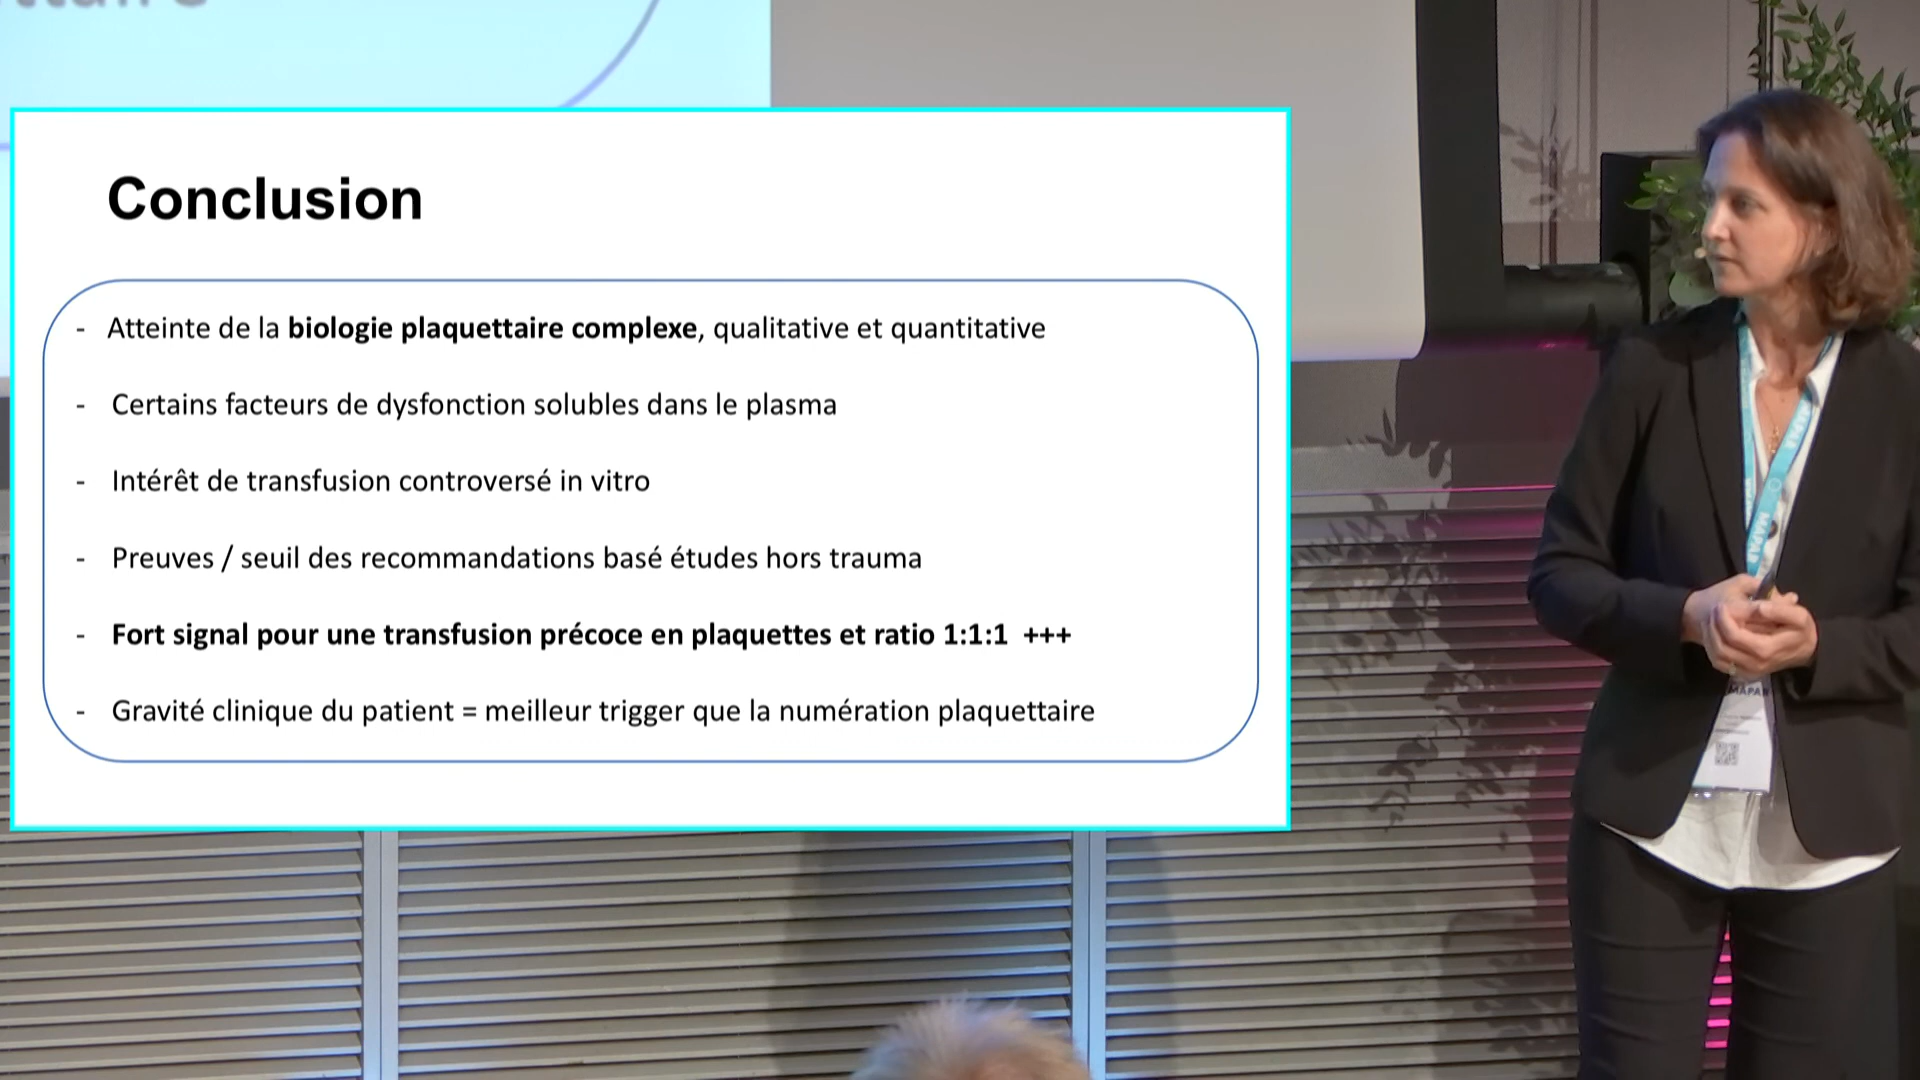 Conclusion
- Atteinte de la biologie plaquettaire complexe, qualitative et quantitative
- Certains facteurs de dysfonction solubles dans le plasma
- Intérêt de transfusion controversé in vitro
- Preuves / seuil des recommandations basé études hors trauma
- Fort signal pour une transfusion précoce en plaquettes et ratio 1:1:1 +++
- Gravité clinique du patient = meilleur trigger que la numération plaquettaire
MAPAR
MAPAR